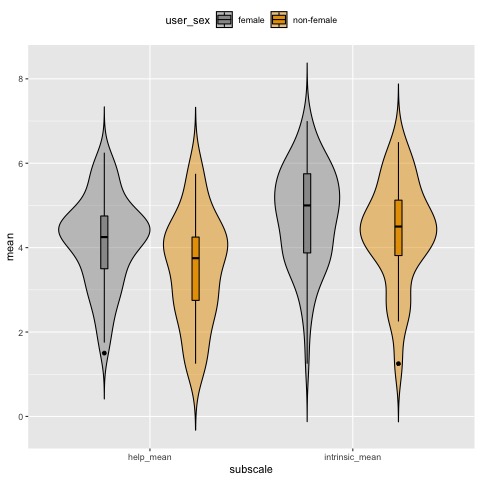 user_sex female non-female
8
6
4
2
0
mean
help_mean intrinsic_mean
subscale